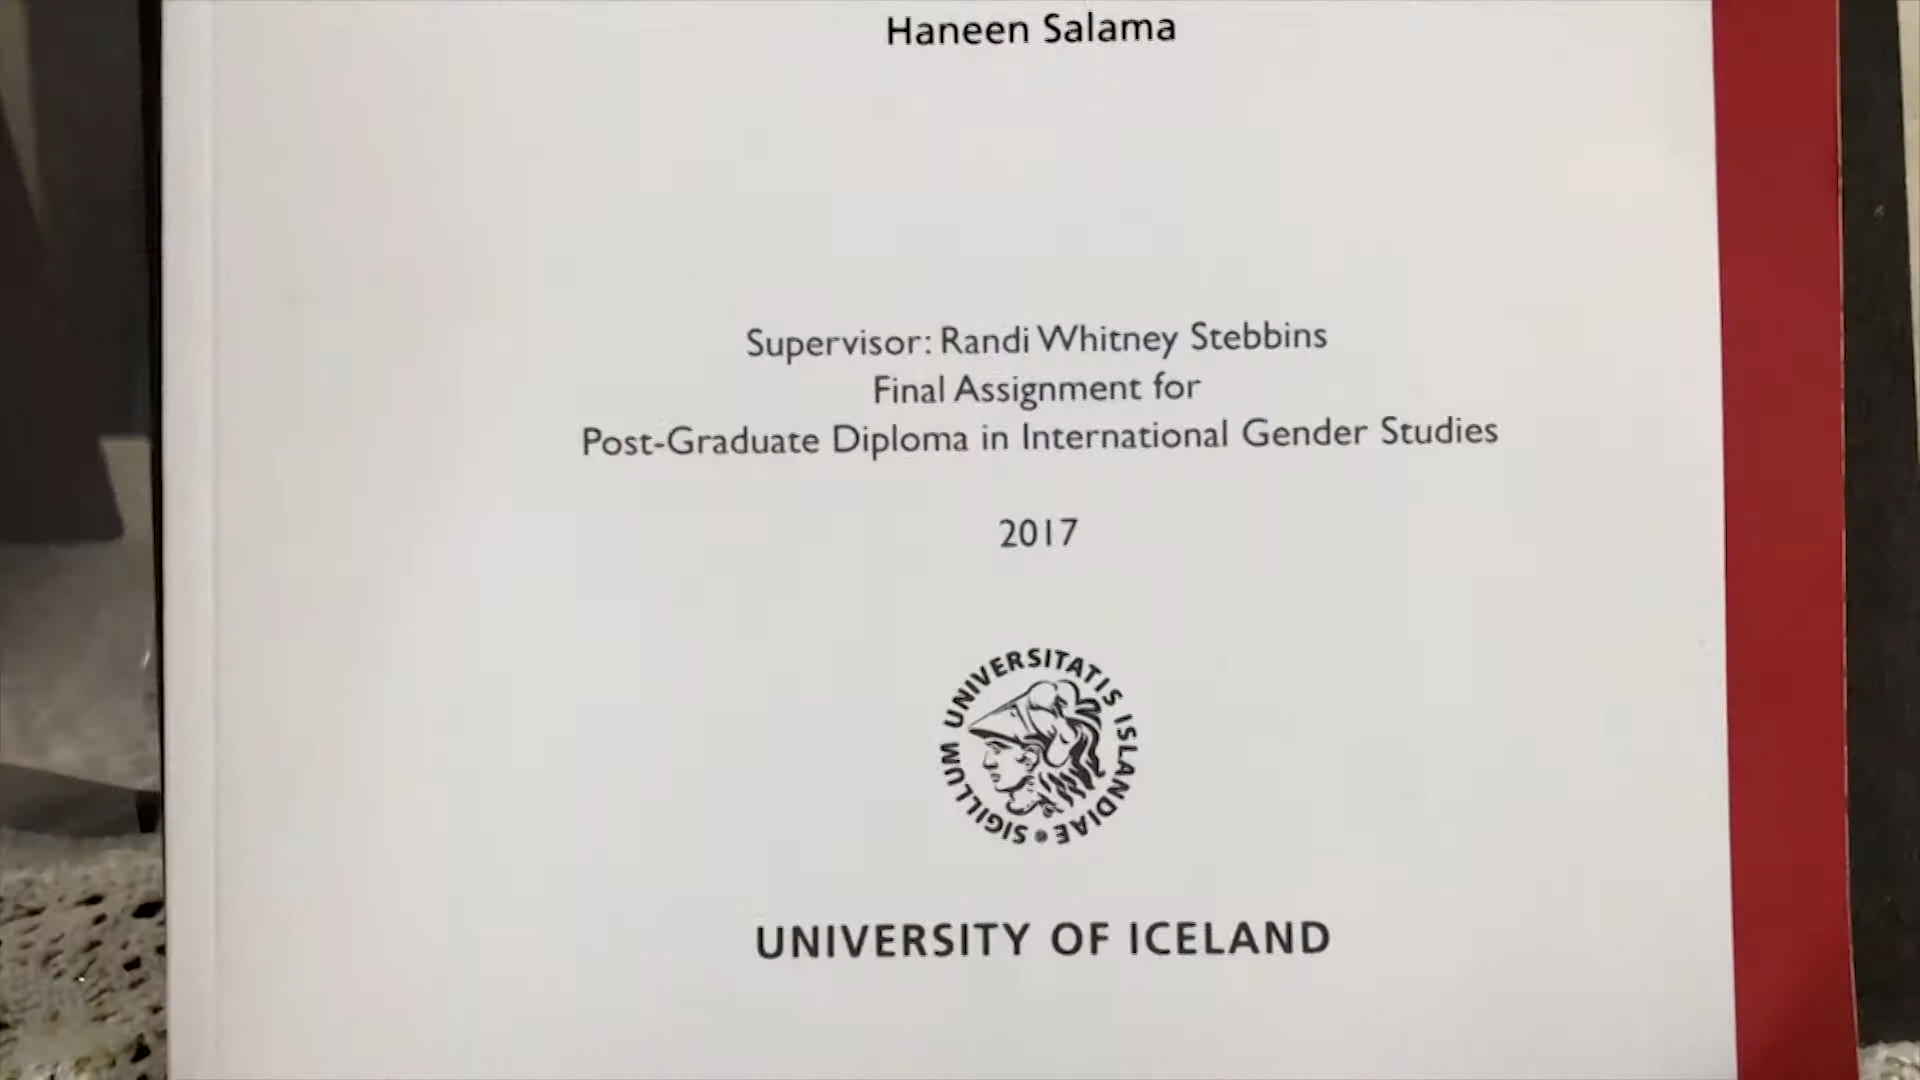 Haneen Salama
Supervisor: Randi Whitney Stebbins
Final Assignment for
Post-Graduate Diploma in International Gender Studies
2017
SIGILLUM UNIVERSITATIS ISLANDIAE
UNIVERSITY OF ICELAND